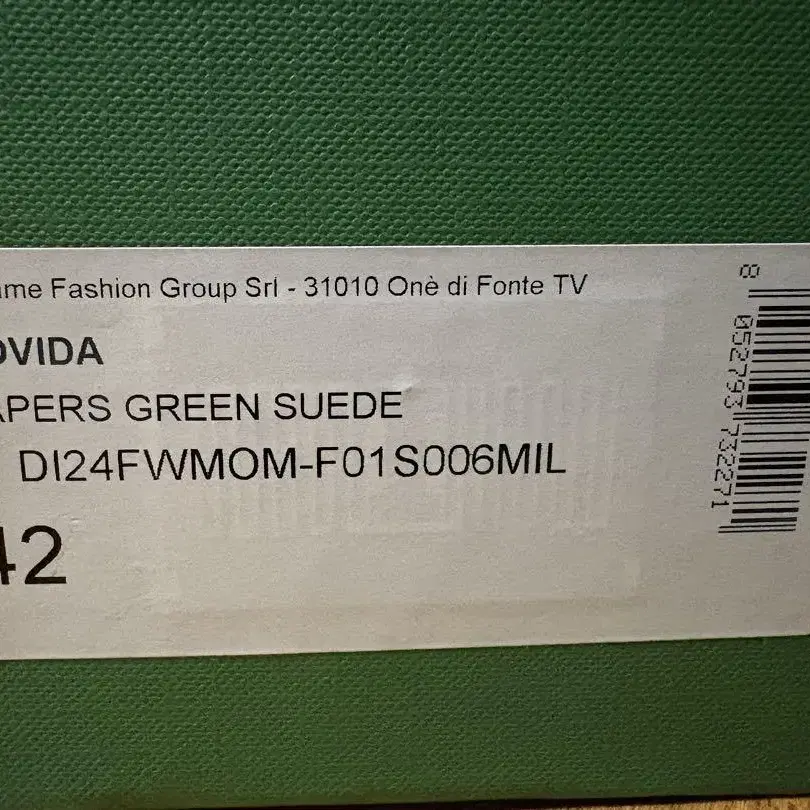 ame Fashion Group Srl - 31010 Onè di Fonte TV
OVIDA
APERS GREEN SUEDE
DI24FWMOM-F01S006MIL
42
8 052793 732271